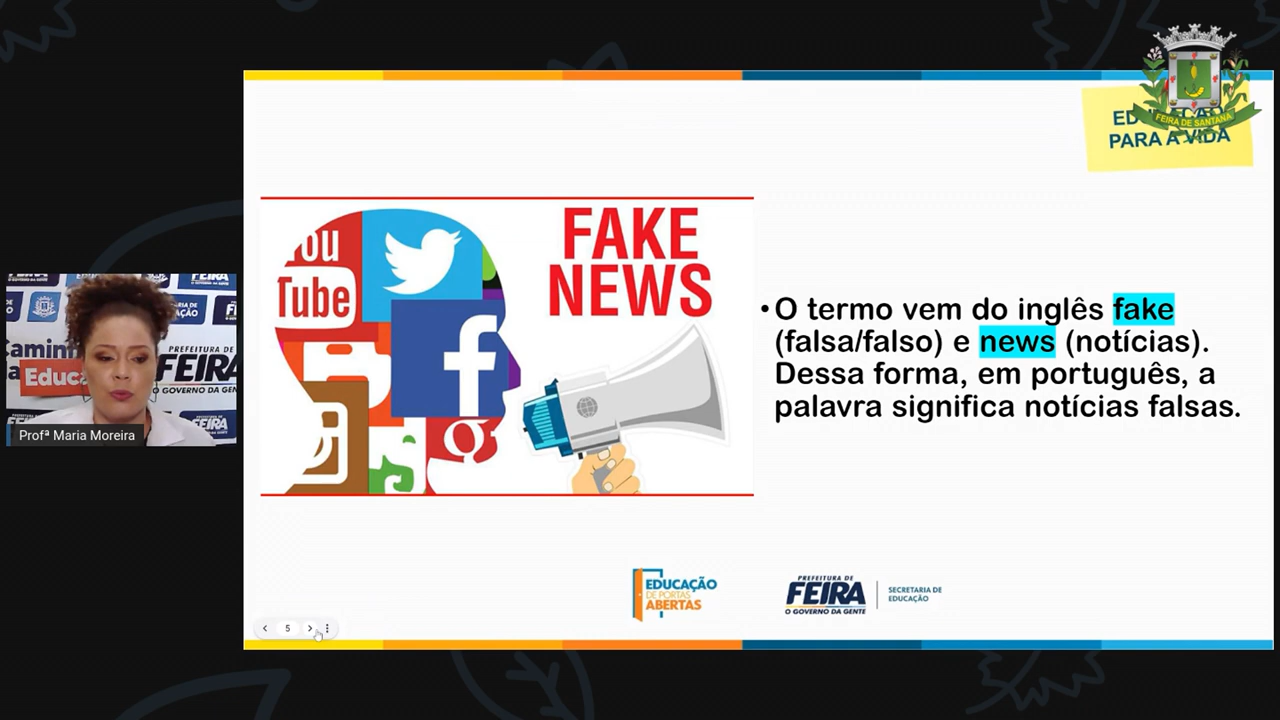 FEIRA DE SANTANA
PARA A VIDA
You
Tube
FAKE
NEWS
•O termo vem do inglês fake
(falsa/falso) e news (notícias).
Dessa forma, em português, a
palavra significa notícias falsas.
FEIRA
Educa
PREFEITURA DE
FEIRA
O GOVERNO DA GENTE
Profª Maria Moreira
EDUCAÇÃO
DE PORTAS
ABERTAS
PREFEITURA DE
FEIRA
O GOVERNO DA GENTE
SECRETARIA DE
EDUCAÇÃO
5